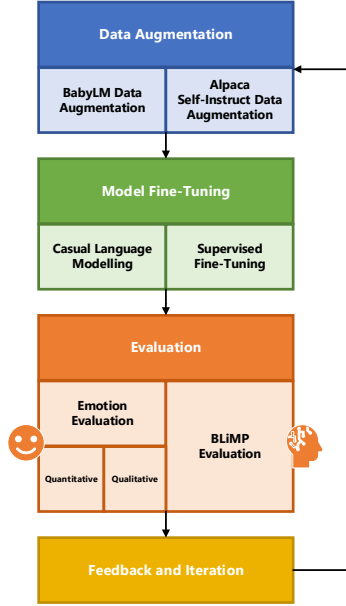 Data Augmentation
BabyLM Data
Augmentation
Alpaca
Self-Instruct Data
Augmentation
Model Fine-Tuning
Casual Language
Modelling
Supervised
Fine-Tuning
Evaluation
Emotion
Evaluation
Quantitative
Qualitative
BLiMP
Evaluation
Feedback and Iteration